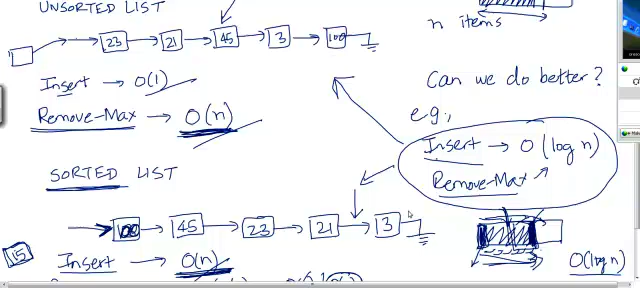 UNSORTED LIST
23 21 45 3 100
Insert → O(1)
Remove-Max → O(n)
SORTED LIST
100 45 23 21 3
15
Insert → O(n)
n items
Can we do better?
e.g.,
Insert → O(log n)
Remove-Max
O(log n)